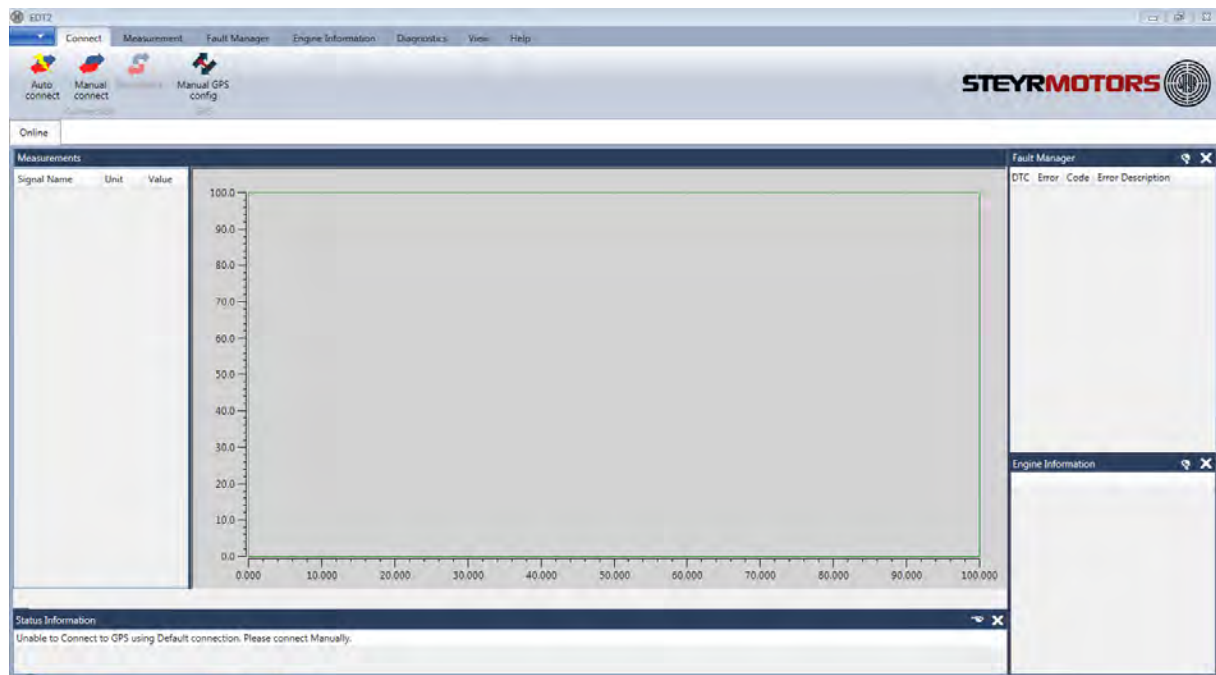 EDT2
Connect Measurement Fault Manager Engine Information Diagnostics View Help
Auto connect
Manual connect
Manual GPS config
STEYRMOTORS
Online
Measurements
Signal Name Unit Value
100.0
90.0
80.0
70.0
60.0
50.0
40.0
30.0
20.0
10.0
0.0
0.000 10.000 20.000 30.000 40.000 50.000 60.000 70.000 80.000 90.000 100.000
Fault Manager
DTC Error Code Error Description
Engine Information
Status Information
Unable to Connect to GPS using Default connection. Please connect Manually.